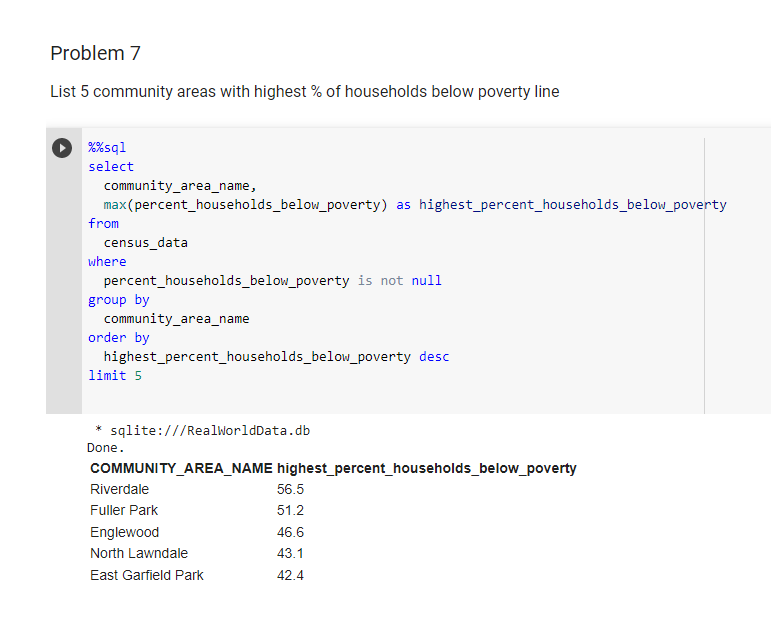 Problem 7
List 5 community areas with highest % of households below poverty line
%%sql
select
community_area_name,
max(percent_households_below_poverty) as highest_percent_households_below_poverty
from
census_data
where
percent_households_below_poverty is not null
group by
community_area_name
order by
highest_percent_households_below_poverty desc
limit 5
* sqlite:///RealWorldData.db
Done.
COMMUNITY_AREA_NAME highest_percent_households_below_poverty
Riverdale 56.5
Fuller Park 51.2
Englewood 46.6
North Lawndale 43.1
East Garfield Park 42.4